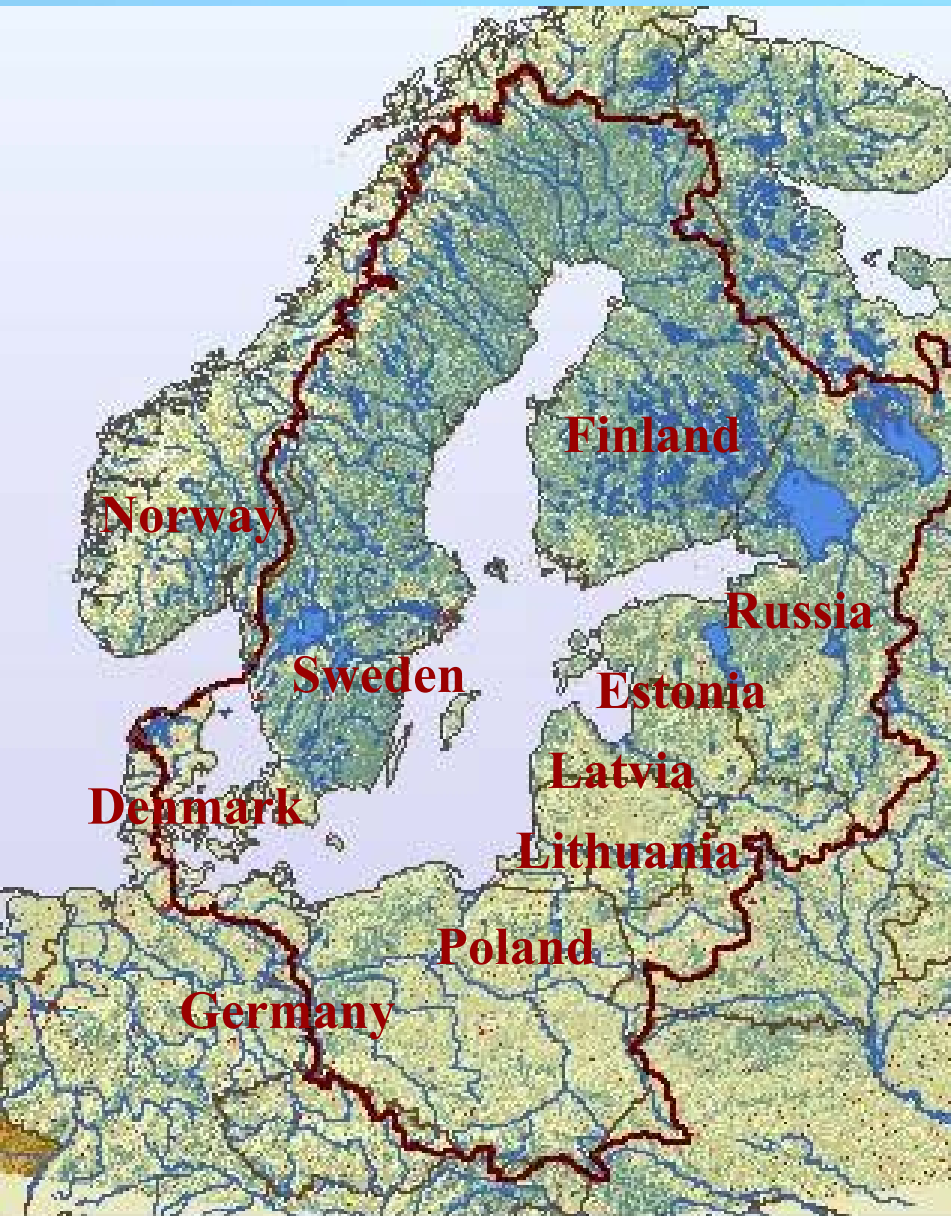 Finland
Norway
Russia
Sweden
Estonia
Latvia
Denmark
Lithuania
Poland
Germany